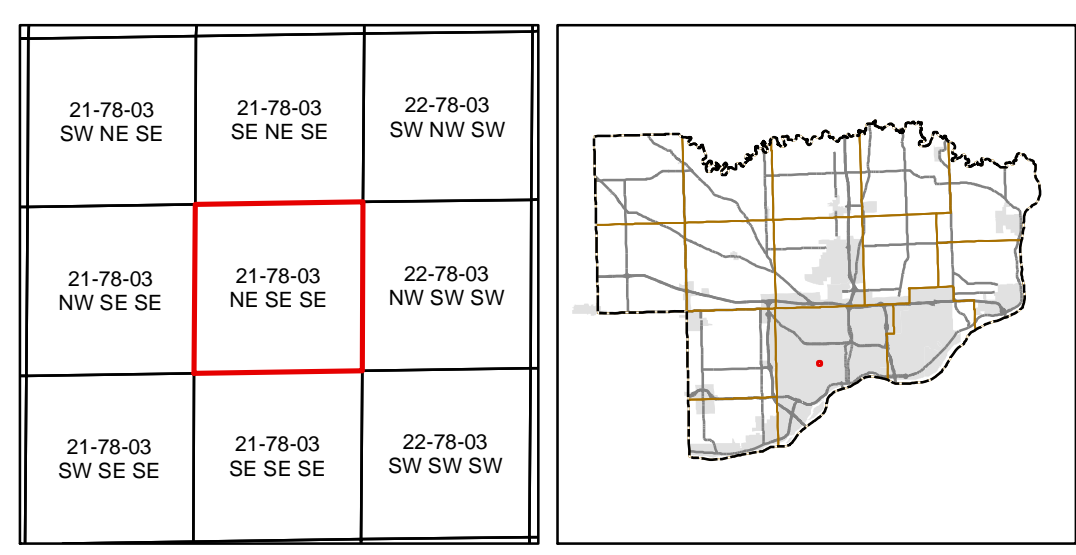 21-78-03
SW NE SE
21-78-03
SE NE SE
22-78-03
SW NW SW
21-78-03
NW SE SE
21-78-03
NE SE SE
22-78-03
NW SW SW
21-78-03
SW SE SE
21-78-03
SE SE SE
22-78-03
SW SW SW